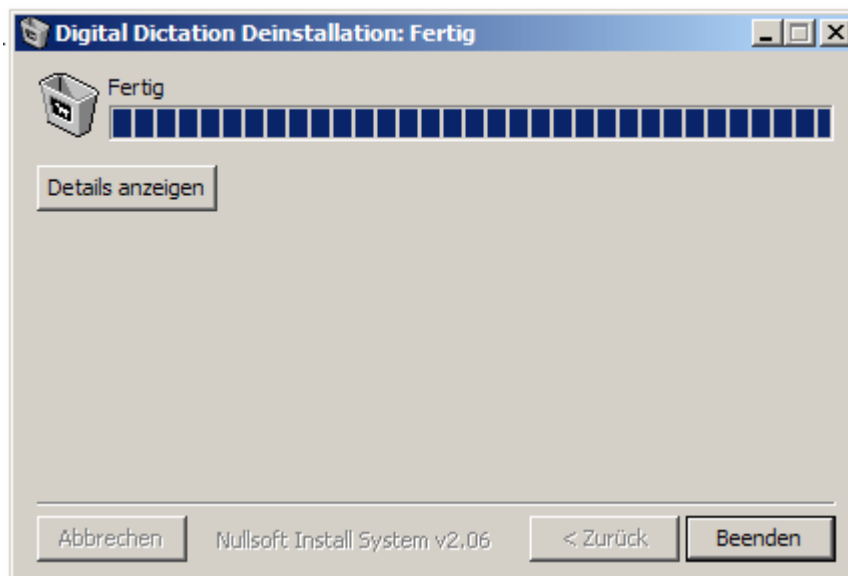 Digital Dictation Deinstallation: Fertig
Fertig
Details anzeigen
Abbrechen
Nullsoft Install System v2.06
< Zurück
Beenden